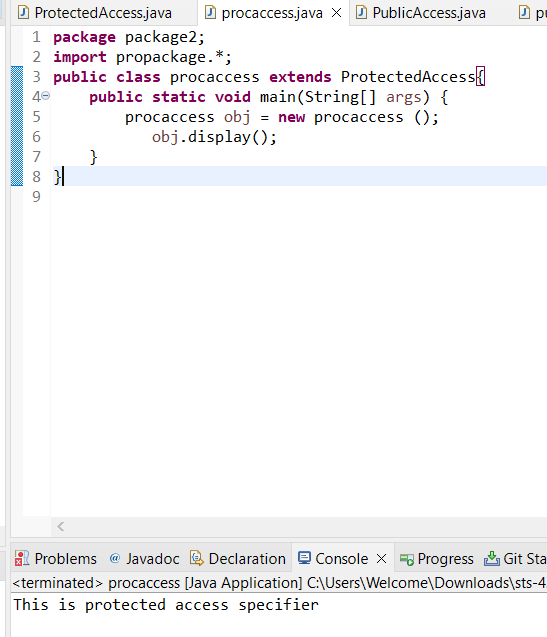 ProtectedAccess.java procaccess.java PublicAccess.java
1 package package2;
2 import propackage.*;
3 public class procaccess extends ProtectedAccess{
4 public static void main(String[] args) {
5 procaccess obj = new procaccess ();
6 obj.display();
7 }
8 }
9
Problems @ Javadoc Declaration Console Progress Git Sta
<terminated> procaccess [Java Application] C:\Users\Welcome\Downloads\sts-4
This is protected access specifier